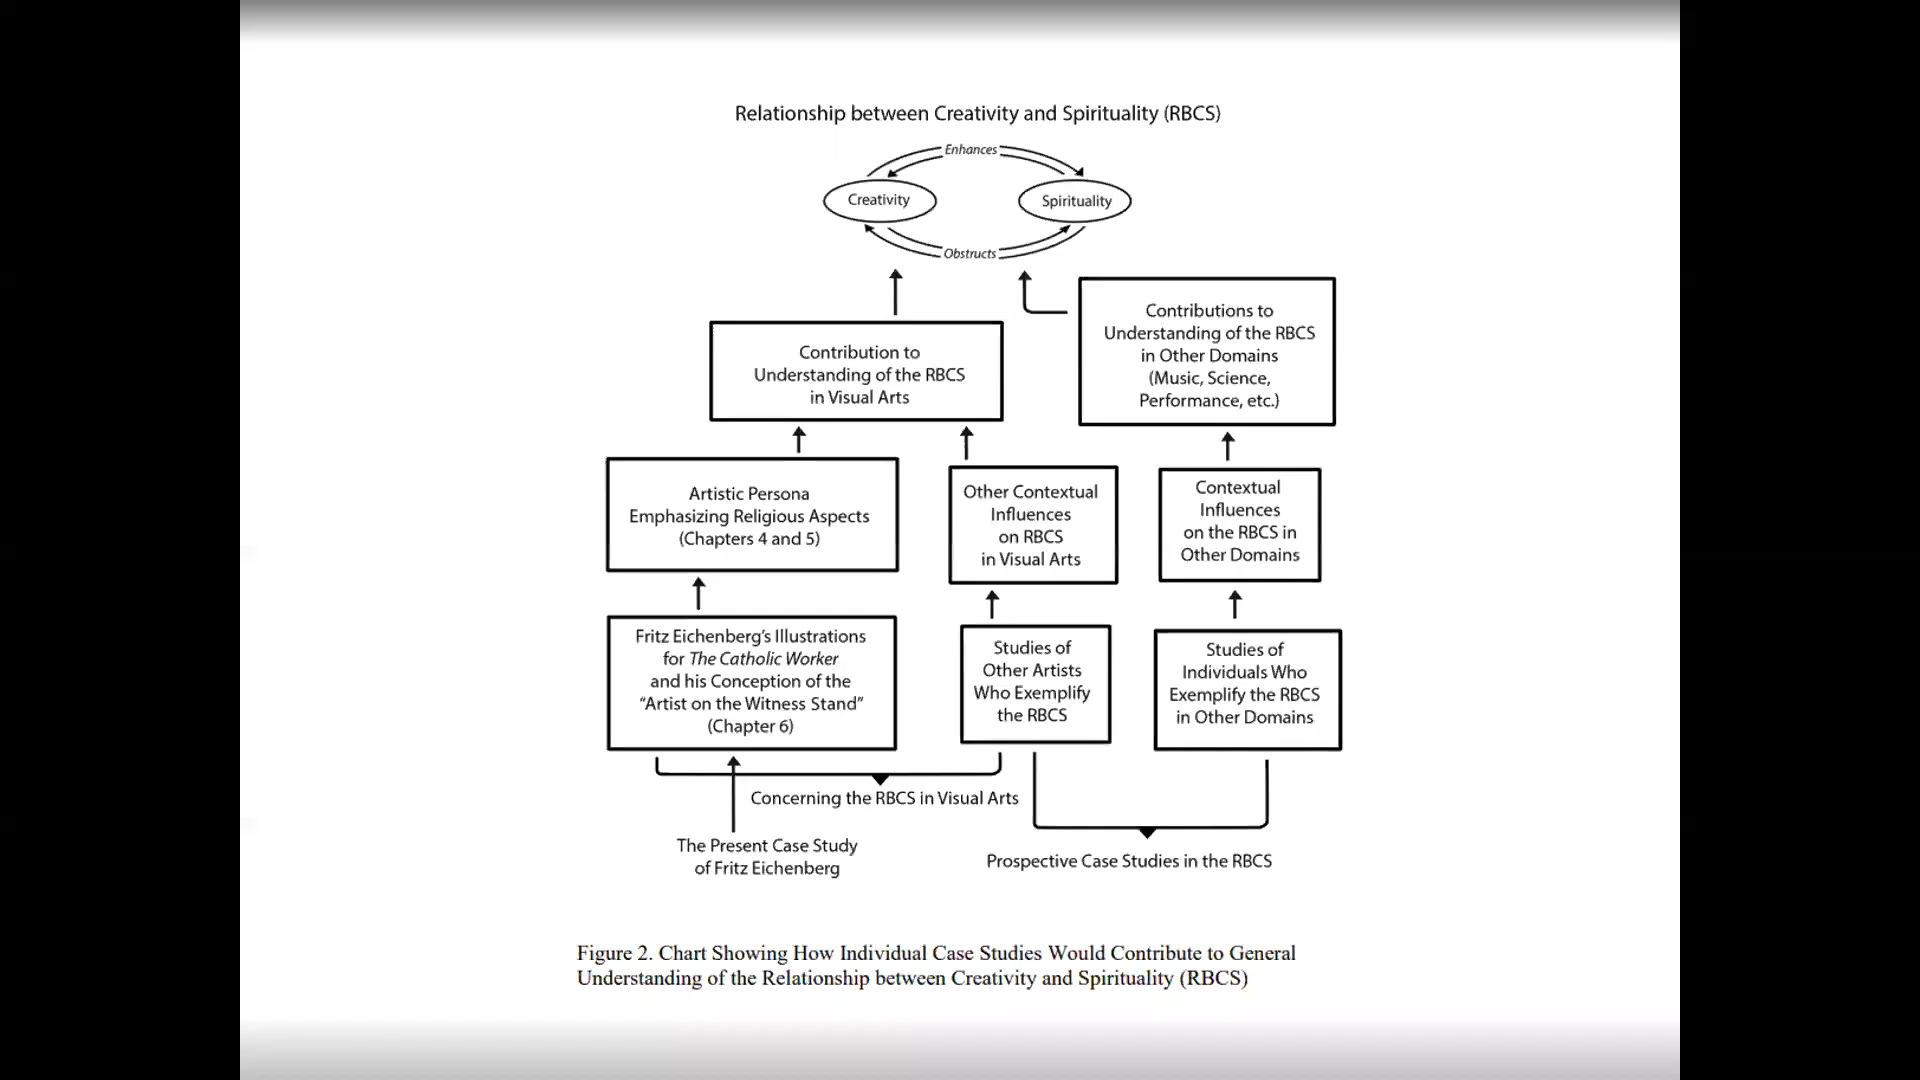 Relationship between Creativity and Spirituality (RBCS)
Enhances
Creativity
Spirituality
Obstructs
Contribution to
Understanding of the RBCS
in Visual Arts
Contributions to
Understanding of the RBCS
in Other Domains
(Music, Science,
Performance, etc.)
Artistic Persona
Emphasizing Religious Aspects
(Chapters 4 and 5)
Other Contextual
Influences
on RBCS
in Visual Arts
Contextual
Influences
on the RBCS in
Other Domains
Fritz Eichenberg's Illustrations
for The Catholic Worker
and his Conception of the
“Artist on the Witness Stand”
(Chapter 6)
Studies of
Other Artists
Who Exemplify
the RBCS
Studies of
Individuals Who
Exemplify the RBCS
in Other Domains
Concerning the RBCS in Visual Arts
The Present Case Study
of Fritz Eichenberg
Prospective Case Studies in the RBCS
Figure 2. Chart Showing How Individual Case Studies Would Contribute to General
Understanding of the Relationship between Creativity and Spirituality (RBCS)